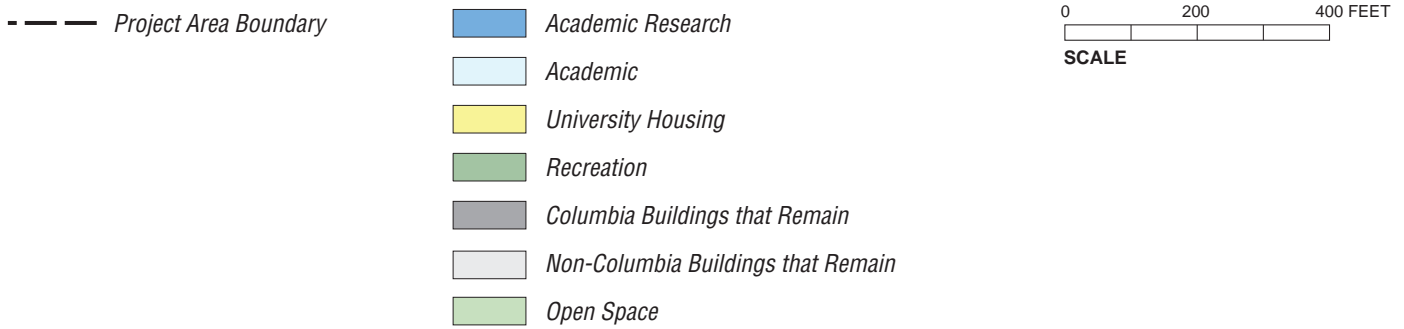 Project Area Boundary
Academic Research
Academic
University Housing
Recreation
Columbia Buildings that Remain
Non-Columbia Buildings that Remain
Open Space
0 200 400 FEET
SCALE